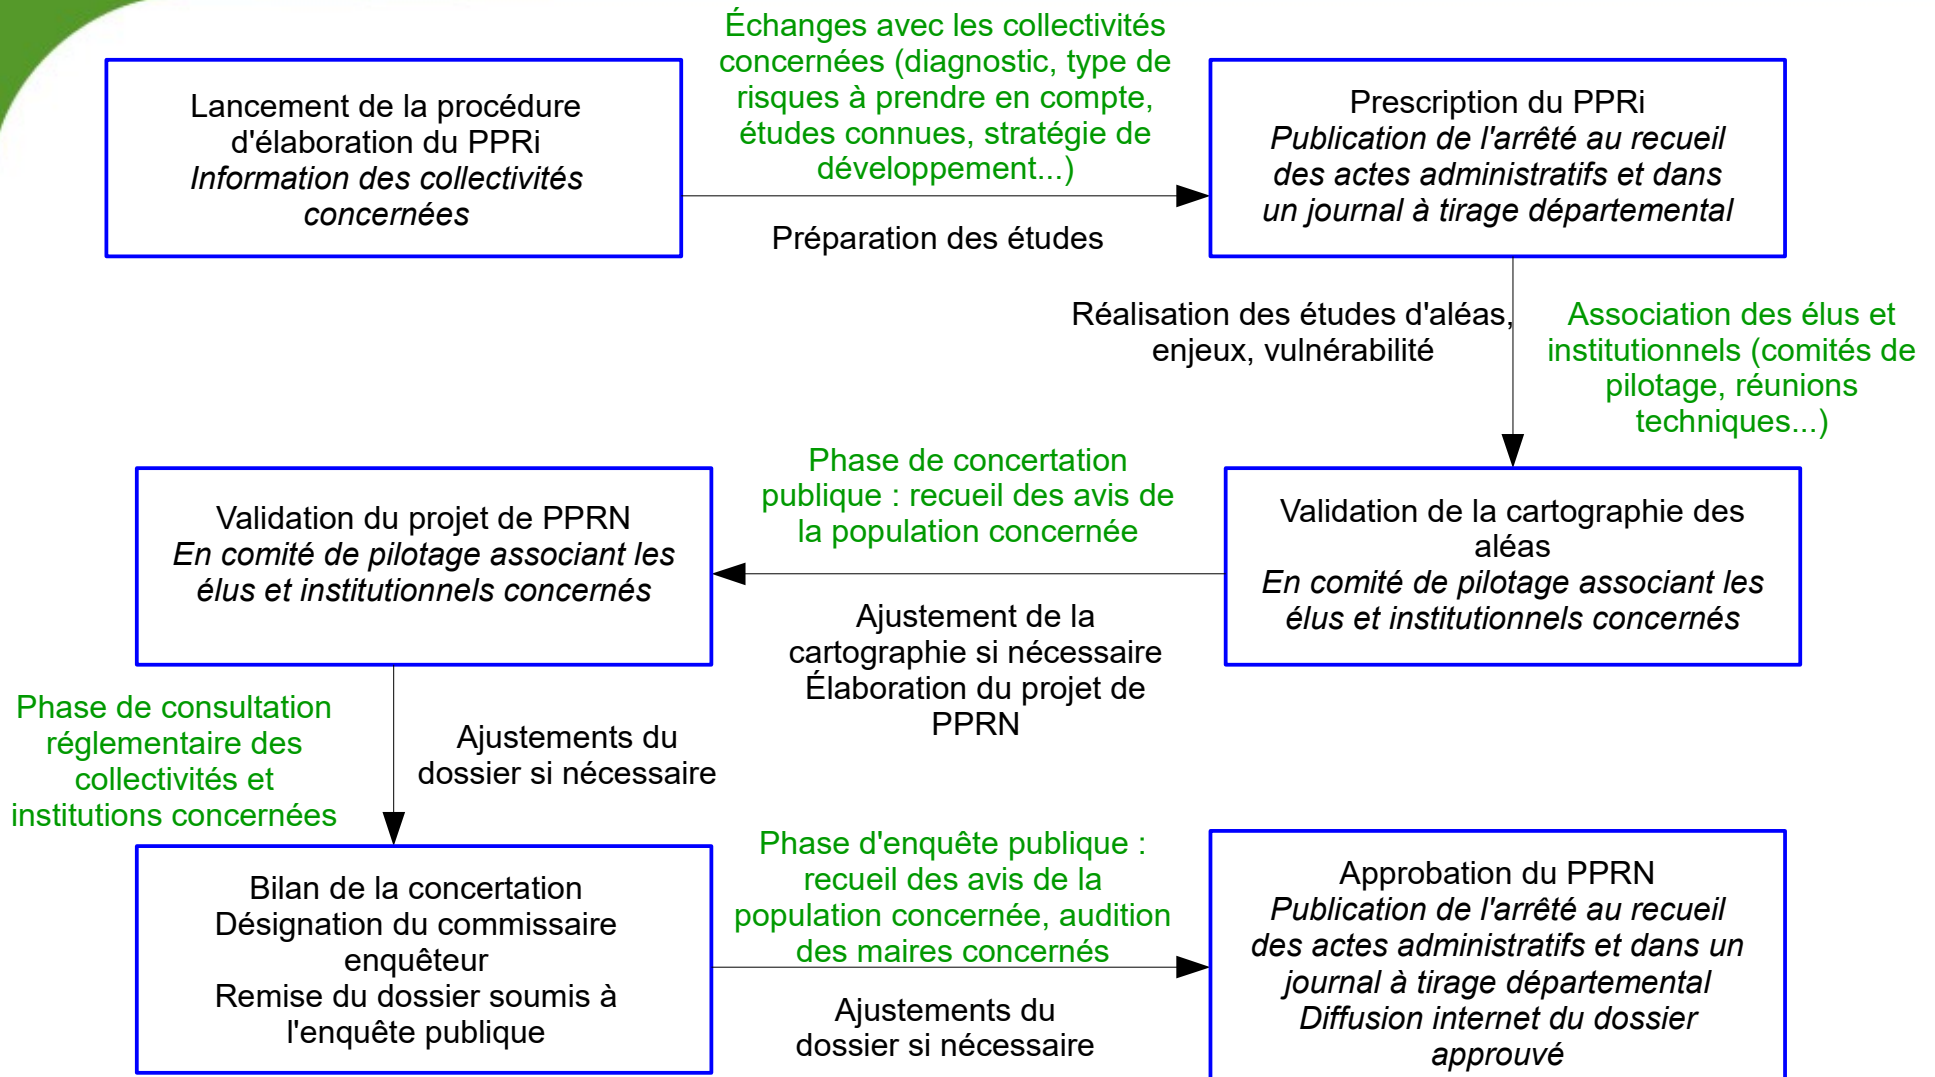 Lancement de la procédure
d'élaboration du PPRi
Information des collectivités
concernées
Échanges avec les collectivités
concernées (diagnostic, type de
risques à prendre en compte,
études connues, stratégie de
développement...)
Préparation des études
Prescription du PPRi
Publication de l'arrêté au recueil
des actes administratifs et dans
un journal à tirage départemental
Réalisation des études d'aléas,
enjeux, vulnérabilité
Association des élus et
institutionnels (comités de
pilotage, réunions
techniques...)
Validation de la cartographie des
aléas
En comité de pilotage associant les
élus et institutionnels concernés
Phase de concertation
publique : recueil des avis de
la population concernée
Ajustement de la
cartographie si nécessaire
Élaboration du projet de
PPRN
Validation du projet de PPRN
En comité de pilotage associant les
élus et institutionnels concernés
Phase de consultation
réglementaire des
collectivités et
institutions concernées
Ajustements du
dossier si nécessaire
Bilan de la concertation
Désignation du commissaire
enquêteur
Remise du dossier soumis à
l'enquête publique
Phase d'enquête publique :
recueil des avis de la
population concernée, audition
des maires concernés
Ajustements du
dossier si nécessaire
Approbation du PPRN
Publication de l'arrêté au recueil
des actes administratifs et dans un
journal à tirage départemental
Diffusion internet du dossier
approuvé